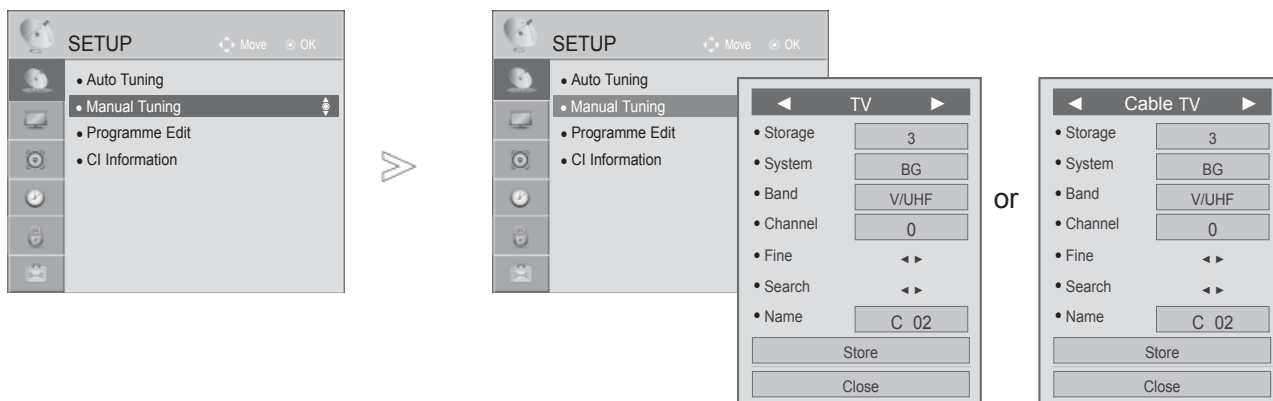 SETUP Move OK
• Auto Tuning
• Manual Tuning
• Programme Edit
• CI Information
SETUP Move OK
• Auto Tuning
• Manual Tuning
• Programme Edit
• CI Information
◄ TV ►
• Storage 3
• System BG
• Band V/UHF
• Channel 0
• Fine ◄ ►
• Search ◄ ►
• Name C 02
Store
Close
or
◄ Cable TV ►
• Storage 3
• System BG
• Band V/UHF
• Channel 0
• Fine ◄ ►
• Search ◄ ►
• Name C 02
Store
Close